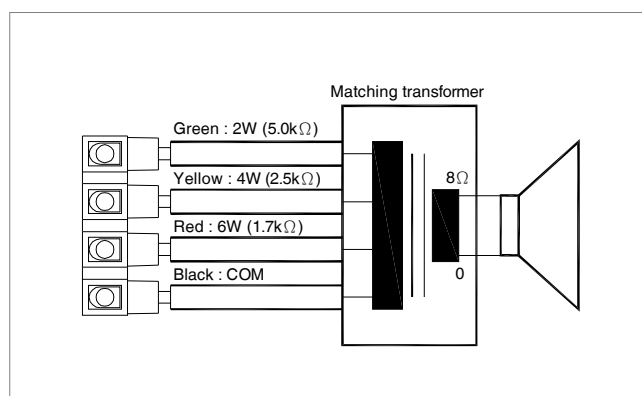 Matching transformer
Green : 2W (5.0kΩ)
Yellow : 4W (2.5kΩ)
8Ω
Red : 6W (1.7kΩ)
Black : COM
0